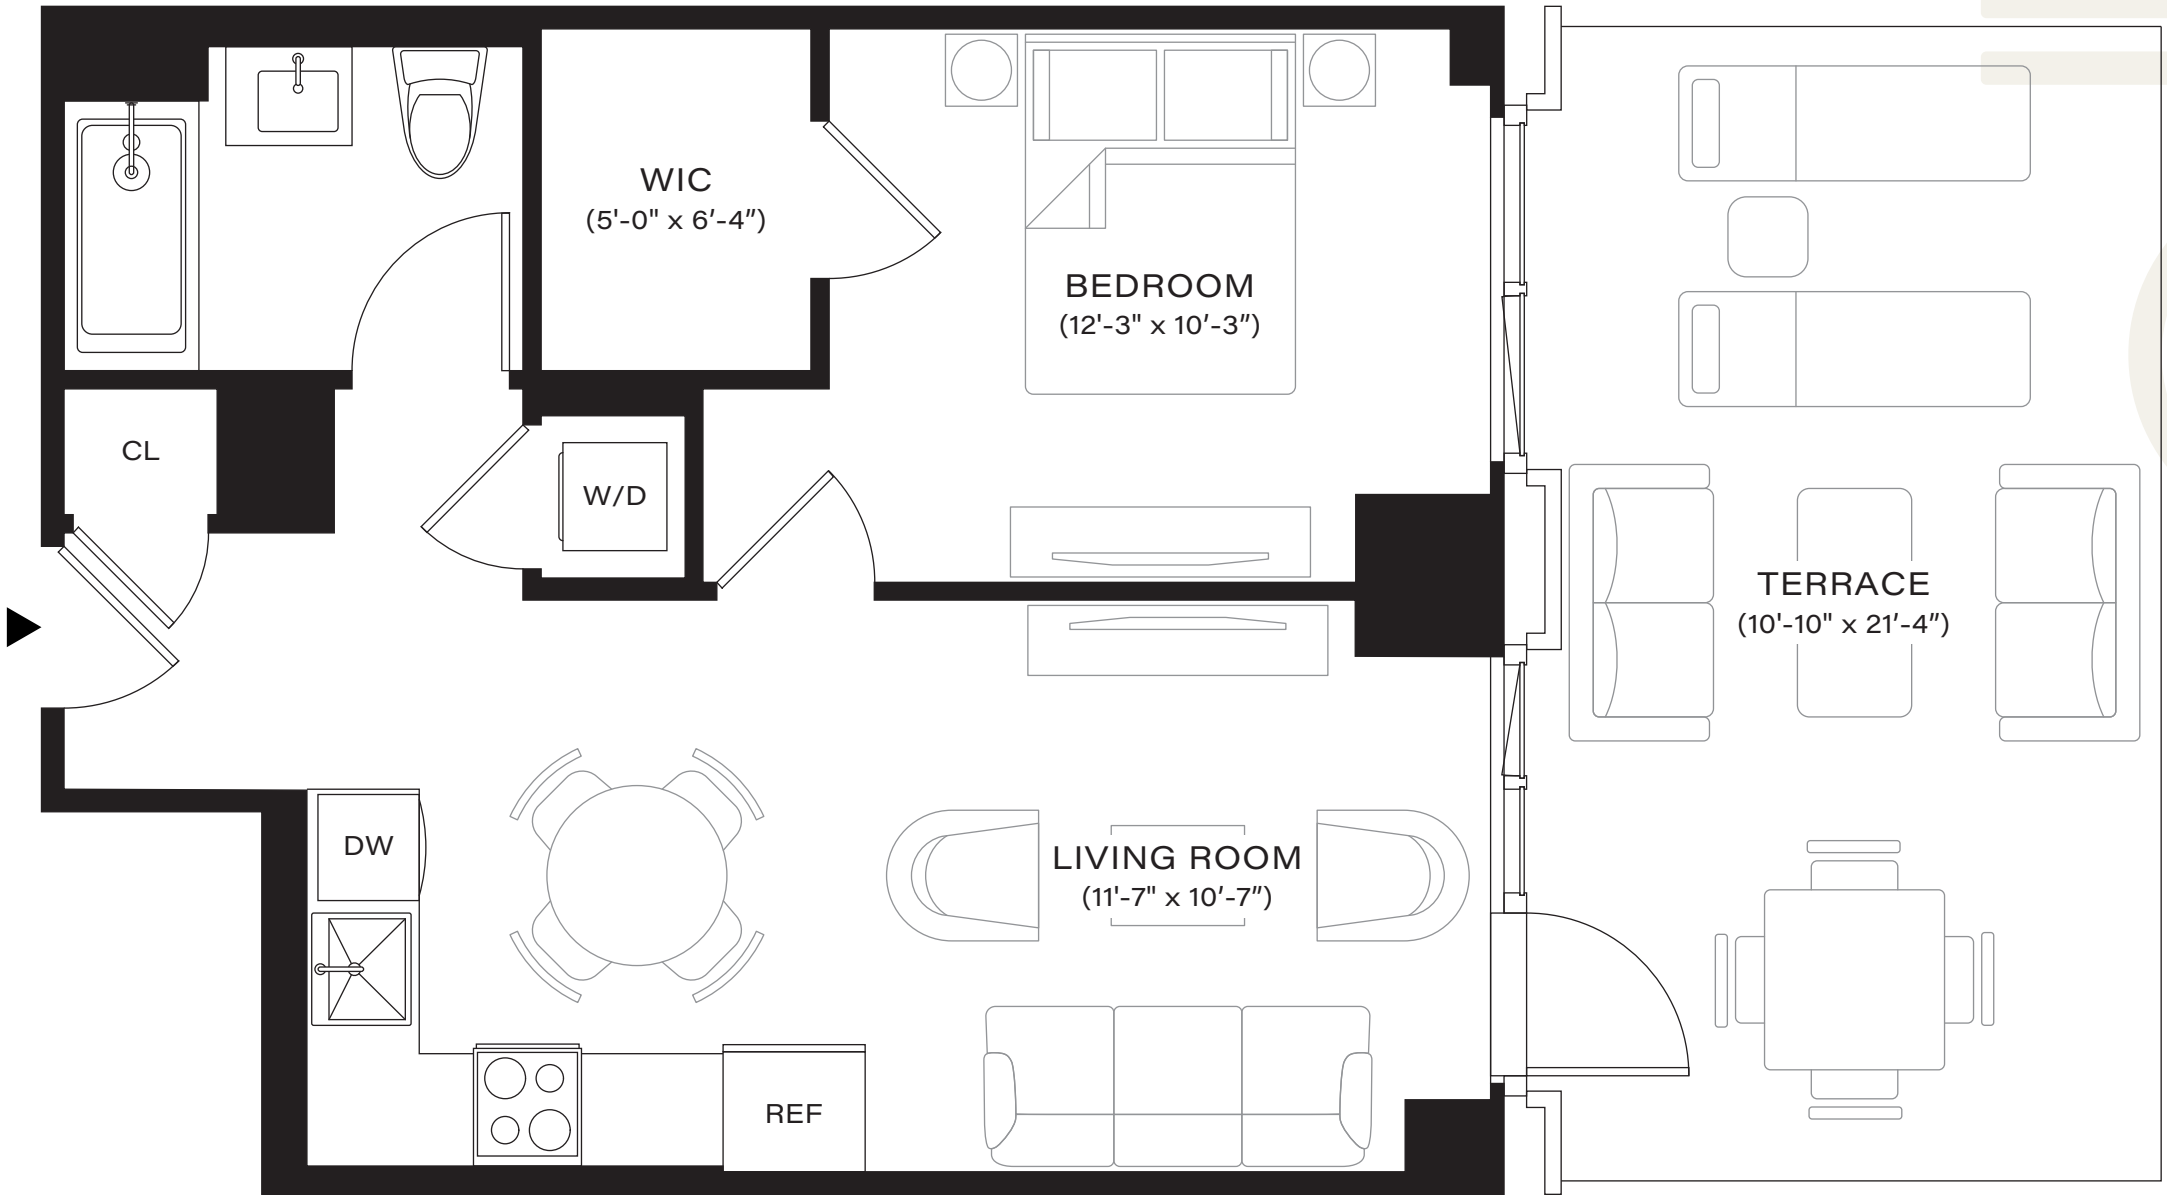 WIC
(5'-0" x 6'-4")
BEDROOM
(12'-3" x 10'-3")
CL
W/D
TERRACE
(10'-10" x 21'-4")
DW
LIVING ROOM
(11'-7" x 10'-7")
REF